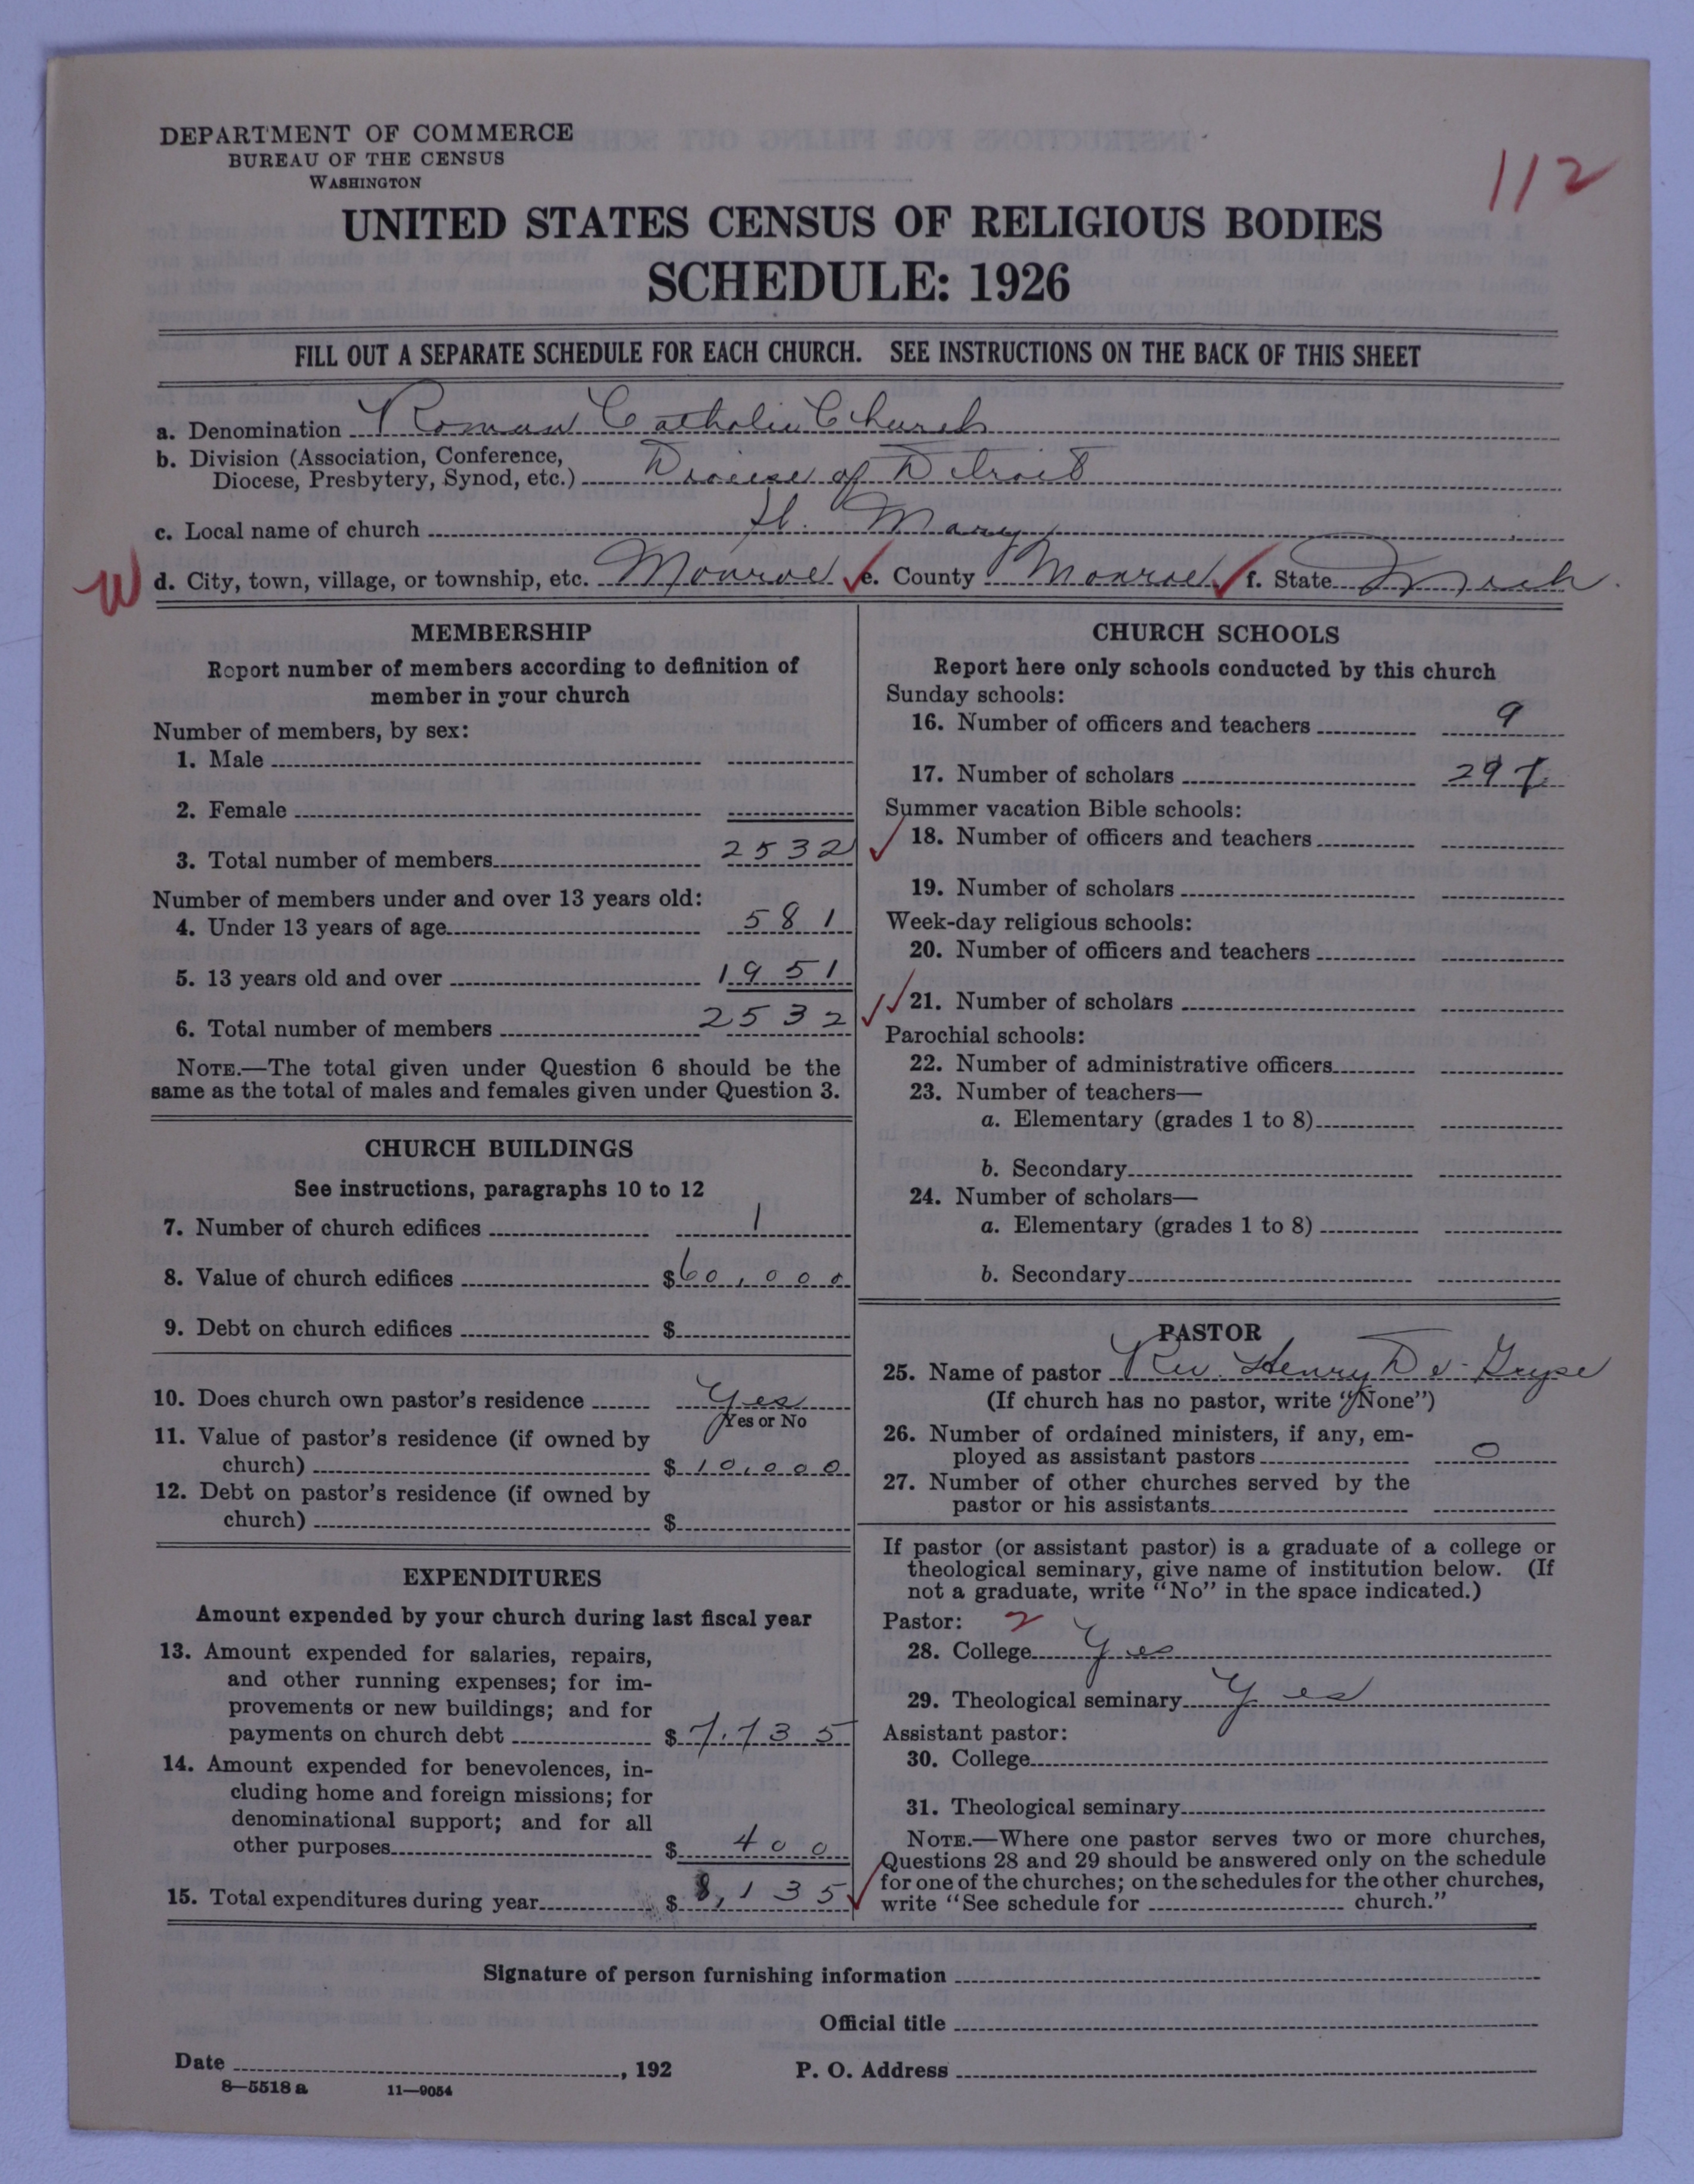 DEPARTMENT OF COMMERCE
BUREAU OF THE CENSUS
WASHINGTON
112
UNITED STATES CENSUS OF RELIGIOUS BODIES
SCHEDULE: 1926
FILL OUT A SEPARATE SCHEDULE FOR EACH CHURCH. SEE INSTRUCTIONS ON THE BACK OF THIS SHEET
a. Denomination Roman Catholic Church
b. Division (Association, Conference,
Diocese, Presbytery, Synod, etc.) Diocese of Detroit
c. Local name of church St. Mary
W d. City, town, village, or township, etc. Monroe e. County Monroe f. State Mich.
MEMBERSHIP
Report number of members according to definition of
member in your church
Number of members, by sex:
1. Male
2. Female
3. Total number of members 2532
Number of members under and over 13 years old:
4. Under 13 years of age 581
5. 13 years old and over 1951
6. Total number of members 2532
NOTE.—The total given under Question 6 should be the
same as the total of males and females given under Question 3.
CHURCH BUILDINGS
See instructions, paragraphs 10 to 12
7. Number of church edifices 1
8. Value of church edifices $60,000
9. Debt on church edifices $
10. Does church own pastor's residence Yes
Yes or No
11. Value of pastor's residence (if owned by
church) $10,000
12. Debt on pastor's residence (if owned by
church) $
EXPENDITURES
Amount expended by your church during last fiscal year
13. Amount expended for salaries, repairs,
and other running expenses; for im-
provements or new buildings; and for
payments on church debt $7,735
14. Amount expended for benevolences, in-
cluding home and foreign missions; for
denominational support; and for all
other purposes $400
15. Total expenditures during year $8,135
CHURCH SCHOOLS
Report here only schools conducted by this church
Sunday schools:
16. Number of officers and teachers 9
17. Number of scholars 297
Summer vacation Bible schools:
18. Number of officers and teachers
19. Number of scholars
Week-day religious schools:
20. Number of officers and teachers
21. Number of scholars
Parochial schools:
22. Number of administrative officers
23. Number of teachers—
a. Elementary (grades 1 to 8)
b. Secondary
24. Number of scholars—
a. Elementary (grades 1 to 8)
b. Secondary
PASTOR
25. Name of pastor Rev. Henry De Gryse
(If church has no pastor, write "None")
26. Number of ordained ministers, if any, em-
ployed as assistant pastors 0
27. Number of other churches served by the
pastor or his assistants
If pastor (or assistant pastor) is a graduate of a college or
theological seminary, give name of institution below. (If
not a graduate, write "No" in the space indicated.)
Pastor: 2
28. College Yes
29. Theological seminary Yes
Assistant pastor:
30. College
31. Theological seminary
NOTE.—Where one pastor serves two or more churches,
Questions 28 and 29 should be answered only on the schedule
for one of the churches; on the schedules for the other churches,
write "See schedule for church."
Signature of person furnishing information
Official title
Date , 192 P. O. Address
8—5518 a 11—9054